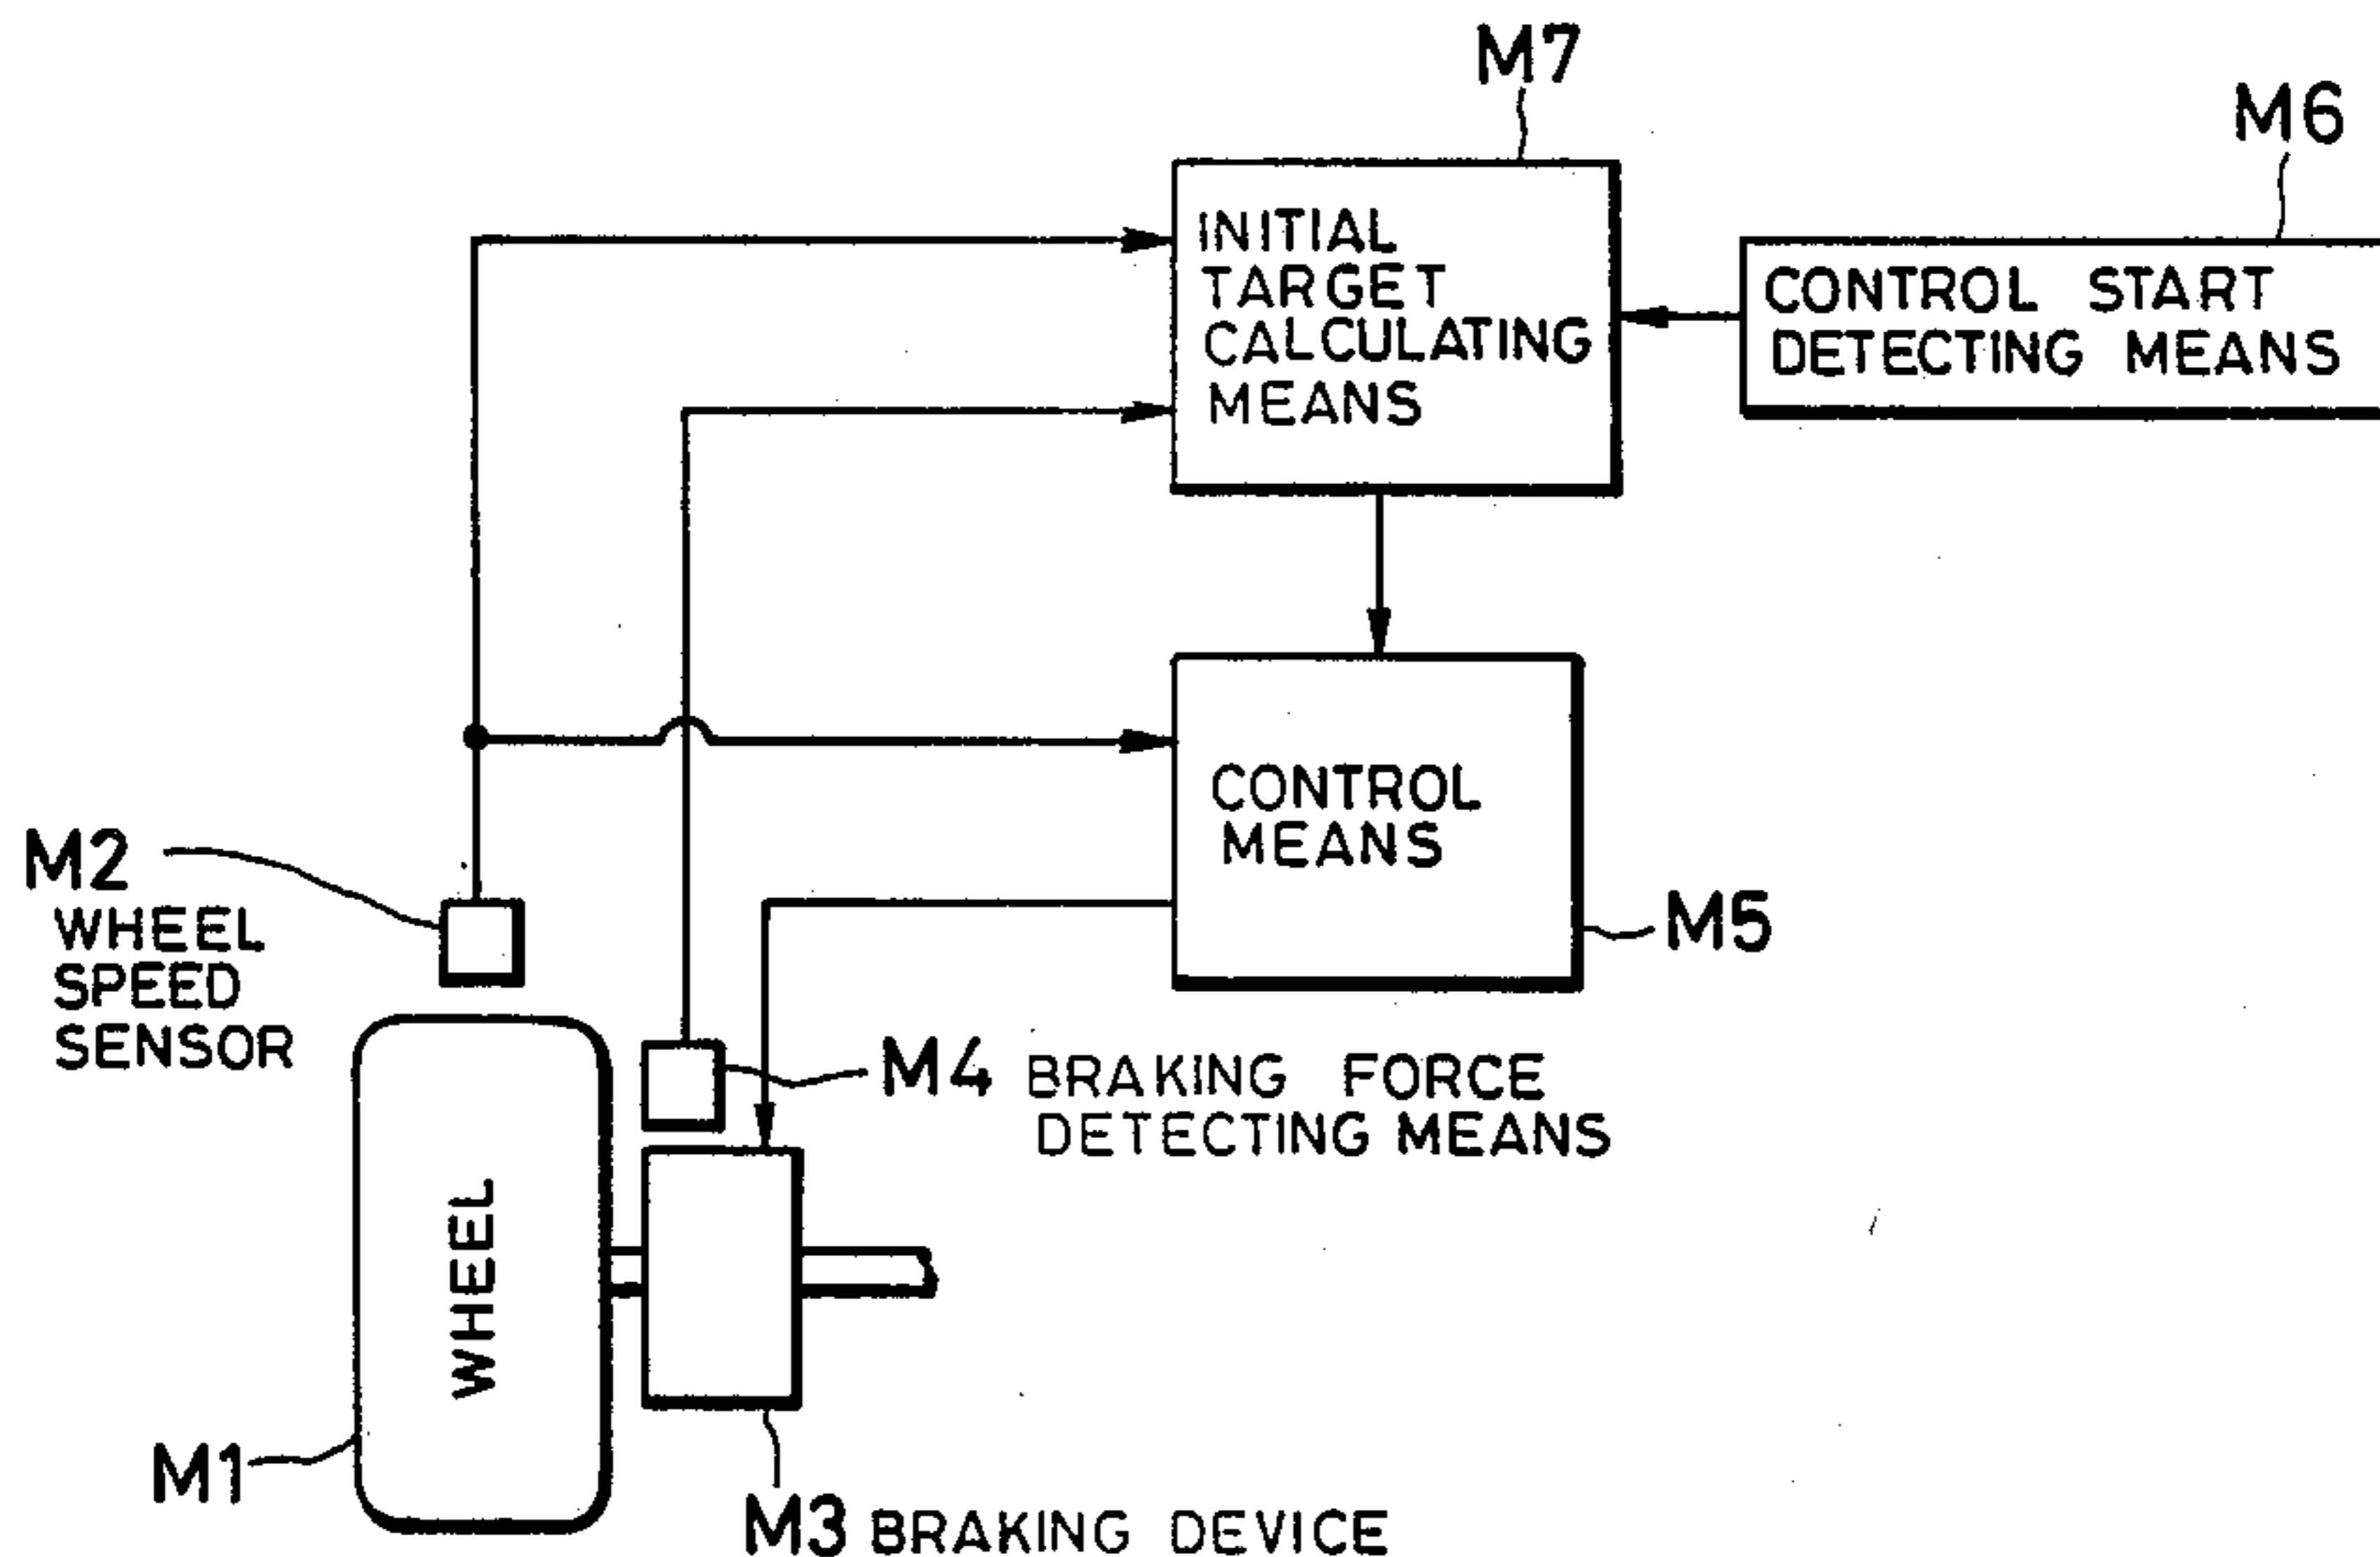 M7
M6
INITIAL
TARGET
CALCULATING
MEANS
CONTROL START
DETECTING MEANS
CONTROL
MEANS
M5
M2
WHEEL
SPEED
SENSOR
M4 BRAKING FORCE
DETECTING MEANS
WHEEL
M1
M3 BRAKING DEVICE